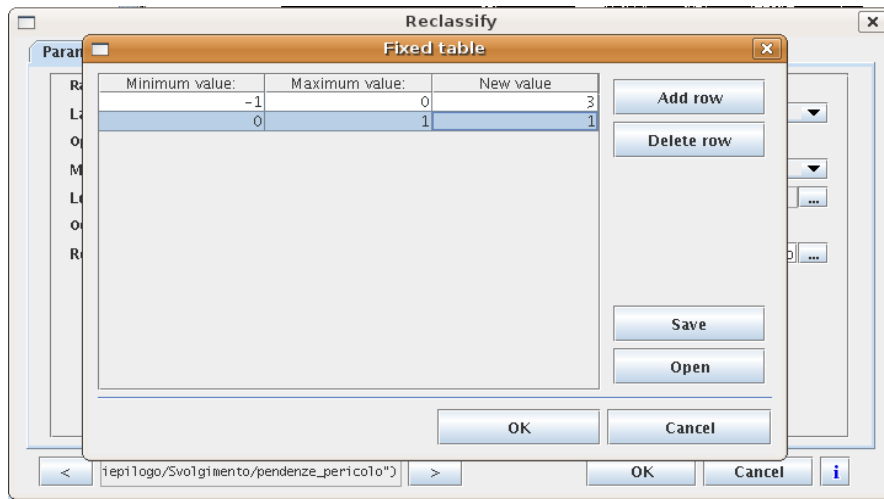 Reclassify
Fixed table
Paran
Minimum value: Maximum value: New value
-1 0 3
0 1 1
Add row
Delete row
Save
Open
OK Cancel
< iepilogo/Svolgimento/pendenze_pericolo") > OK Cancel i